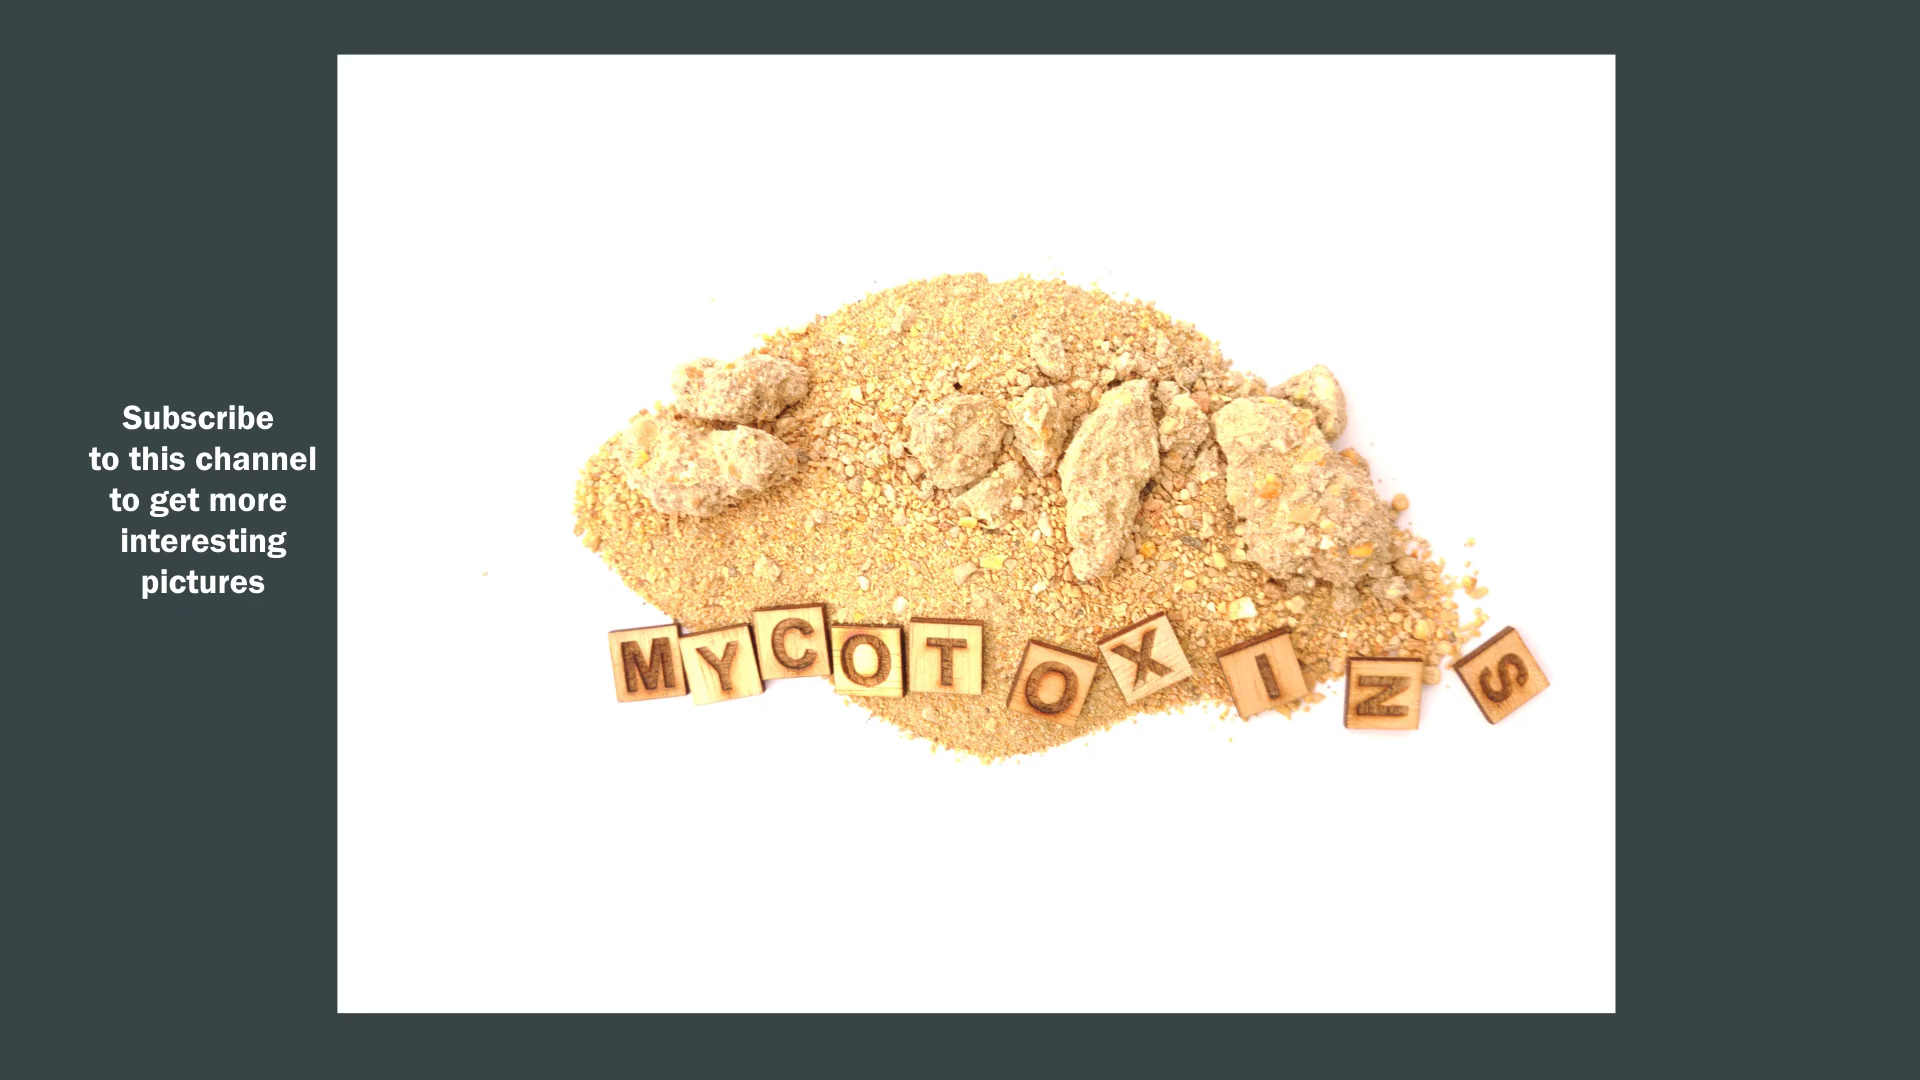 Subscribe
to this channel
to get more
interesting
pictures
MYCOTOXINS